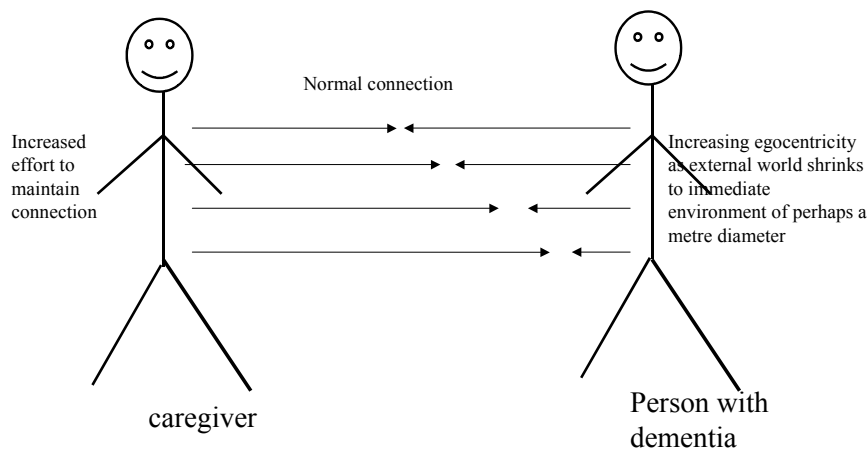 Normal connection
Increased
effort to
maintain
connection
Increasing egocentricity
as external world shrinks
to immediate
environment of perhaps a
metre diameter
caregiver
Person with
dementia